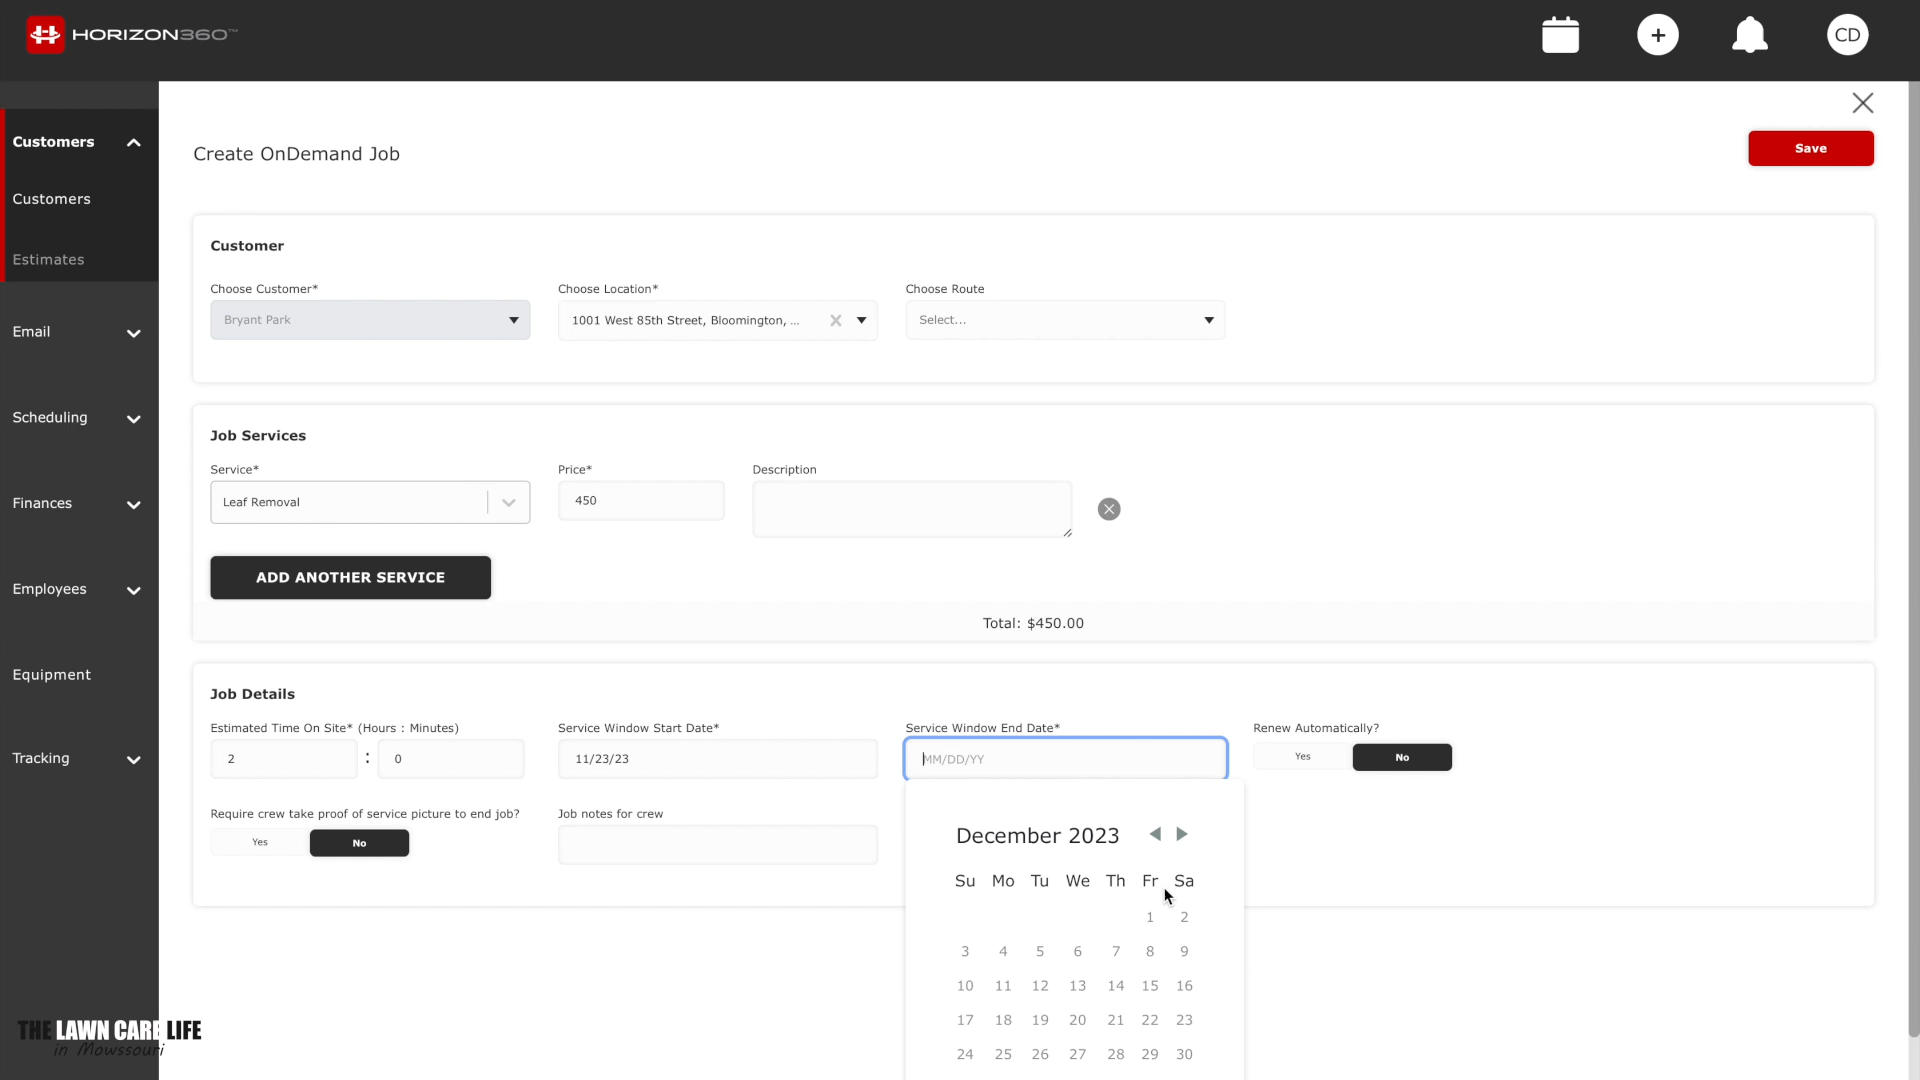 HORIZON360™
CD
Customers
Customers
Estimates
Email
Scheduling
Finances
Employees
Equipment
Tracking
Create OnDemand Job
Save
Customer
Choose Customer* Choose Location* Choose Route
Bryant Park 1001 West 85th Street, Bloomington, ... Select...
Job Services
Service* Price* Description
Leaf Removal 450
ADD ANOTHER SERVICE
Total: $450.00
Job Details
Estimated Time On Site* (Hours : Minutes) Service Window Start Date* Service Window End Date* Renew Automatically?
2 : 0 11/23/23 MM/DD/YY Yes No
Require crew take proof of service picture to end job? Job notes for crew
Yes No
December 2023
Su Mo Tu We Th Fr Sa
1 2
3 4 5 6 7 8 9
10 11 12 13 14 15 16
17 18 19 20 21 22 23
24 25 26 27 28 29 30
THE LAWN CARE LIFE
in Mowssouri